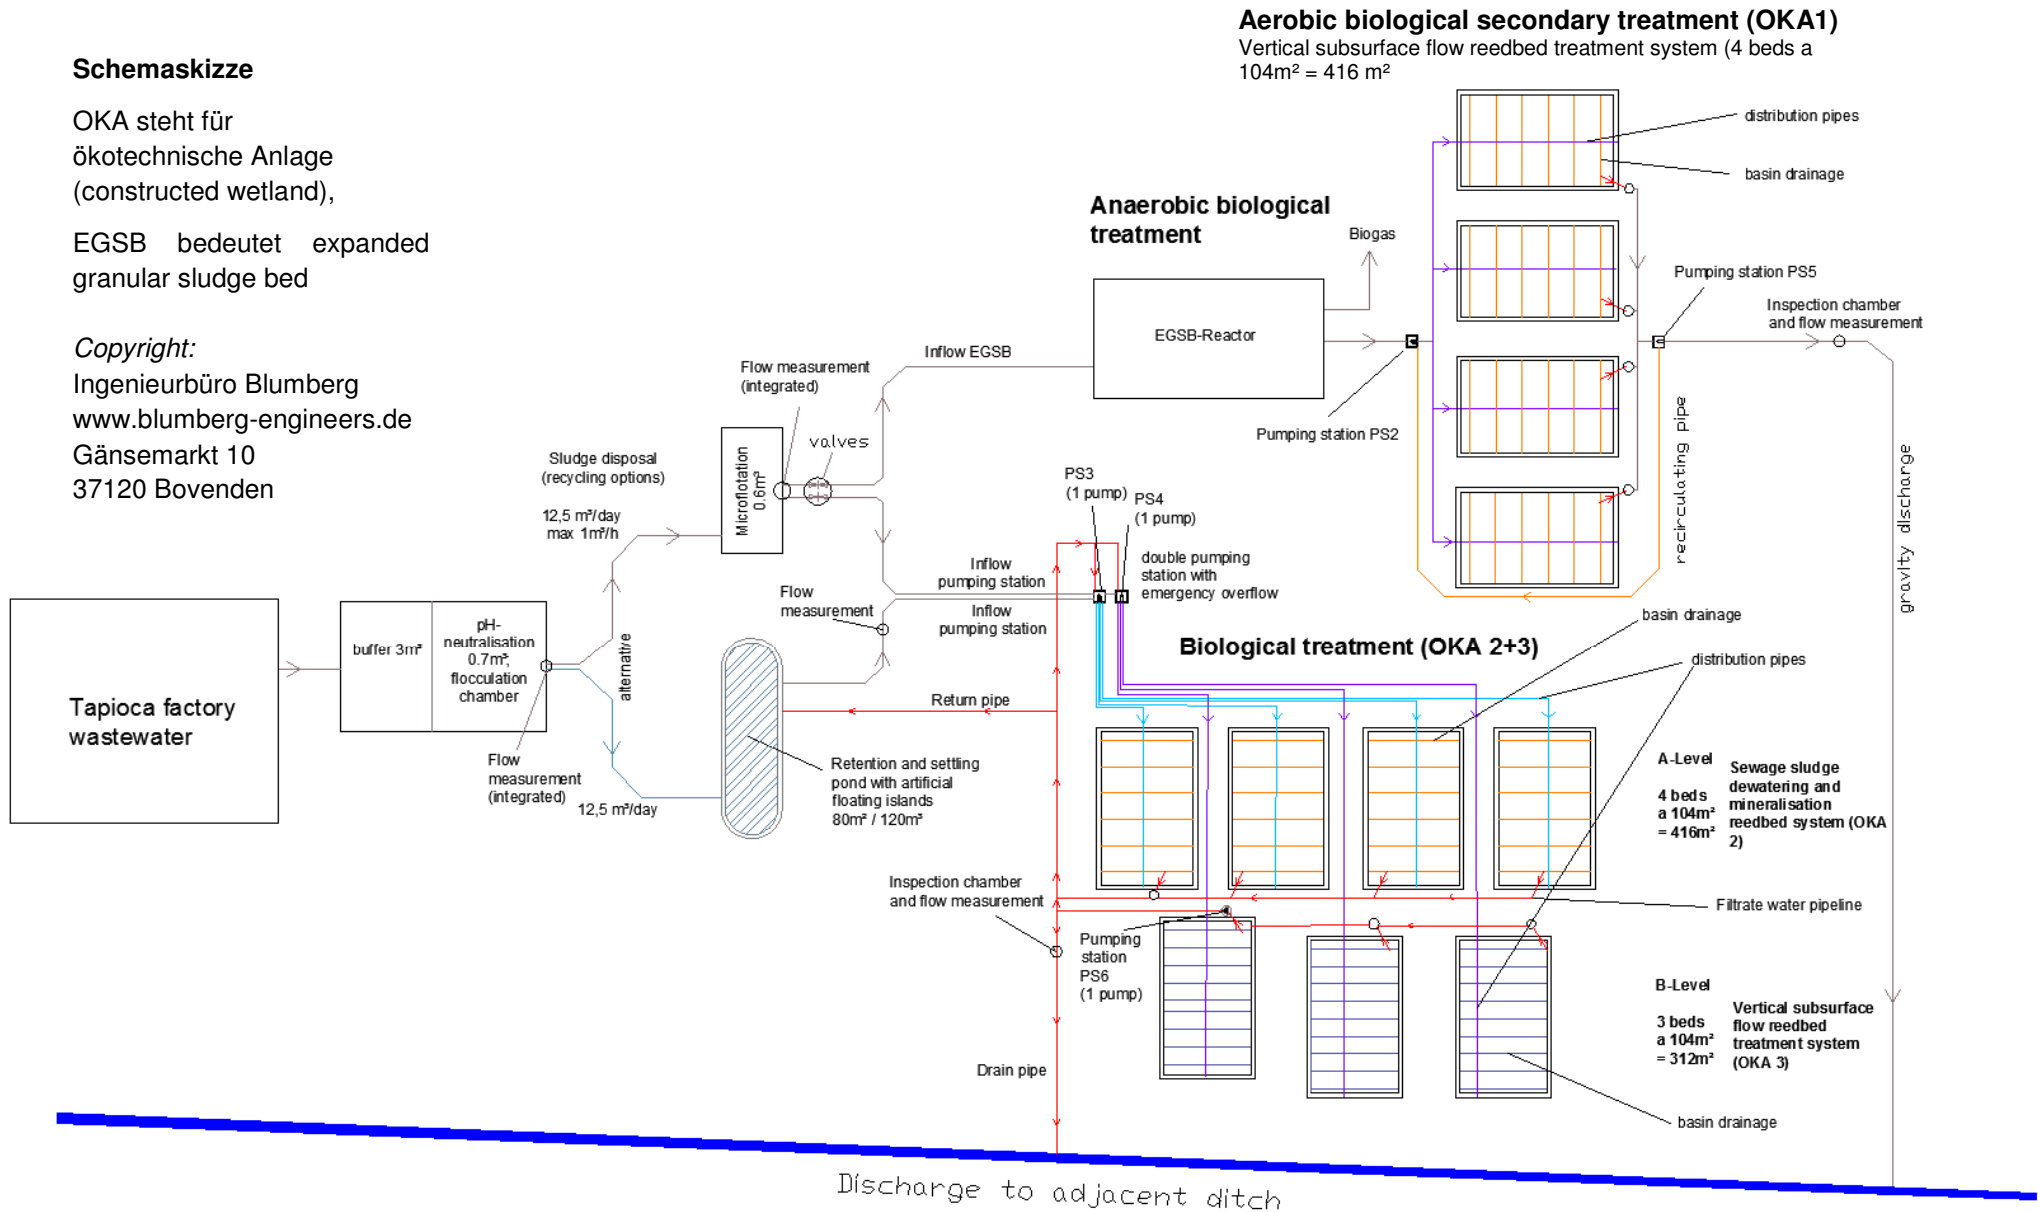 Aerobic biological secondary treatment (OKA1)
Vertical subsurface flow reedbed treatment system (4 beds a
104m² = 416 m²
Schemaskizze
OKA steht für
ökotechnische Anlage
(constructed wetland),
EGSB bedeutet expanded
granular sludge bed
Copyright:
Ingenieurbüro Blumberg
www.blumberg-engineers.de
Gänsemarkt 10
37120 Bovenden
distribution pipes
basin drainage
Anaerobic biological
treatment
Biogas
EGSB-Reactor
Pumping station PS5
Inspection chamber
and flow measurement
Pumping station PS2
recirculating pipe
gravity discharge
Inflow EGSB
Flow measurement
(integrated)
valves
Microflotation
0.6m³
Sludge disposal
(recycling options)
12,5 m³/day
max 1m³/h
PS3
(1 pump)
PS4
(1 pump)
double pumping
station with
emergency overflow
Inflow
pumping station
Inflow
pumping station
Flow
measurement
Tapioca factory
wastewater
buffer 3m³
pH-
neutralisation
0.7m³;
flocculation
chamber
alternative
Flow
measurement
(integrated)
12,5 m³/day
Return pipe
Retention and settling
pond with artificial
floating islands
80m² / 120m³
Biological treatment (OKA 2+3)
basin drainage
distribution pipes
A-Level
4 beds
a 104m²
= 416m²
Sewage sludge
dewatering and
mineralisation
reedbed system (OKA
2)
Inspection chamber
and flow measurement
Filtrate water pipeline
Pumping
station
PS6
(1 pump)
B-Level
3 beds
a 104m²
= 312m²
Vertical subsurface
flow reedbed
treatment system
(OKA 3)
Drain pipe
basin drainage
Discharge to adjacent ditch